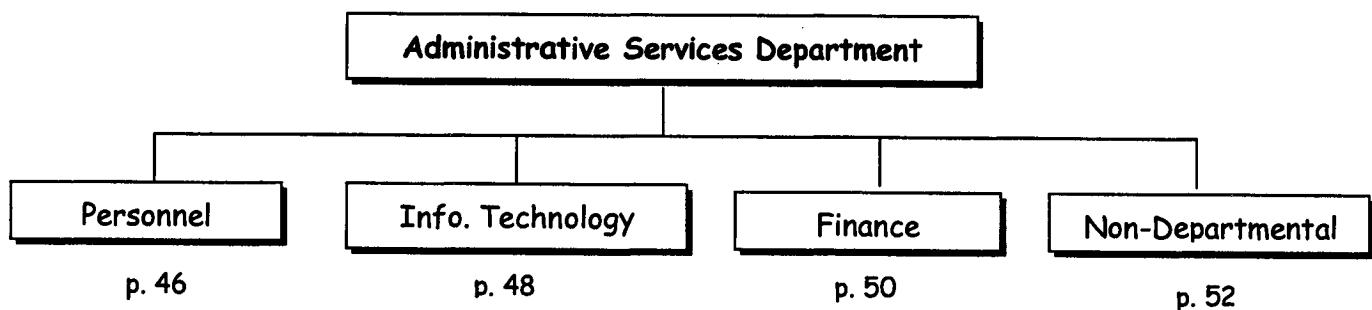 Administrative Services Department
Personnel
Info. Technology
Finance
Non-Departmental
p. 46
p. 48
p. 50
p. 52